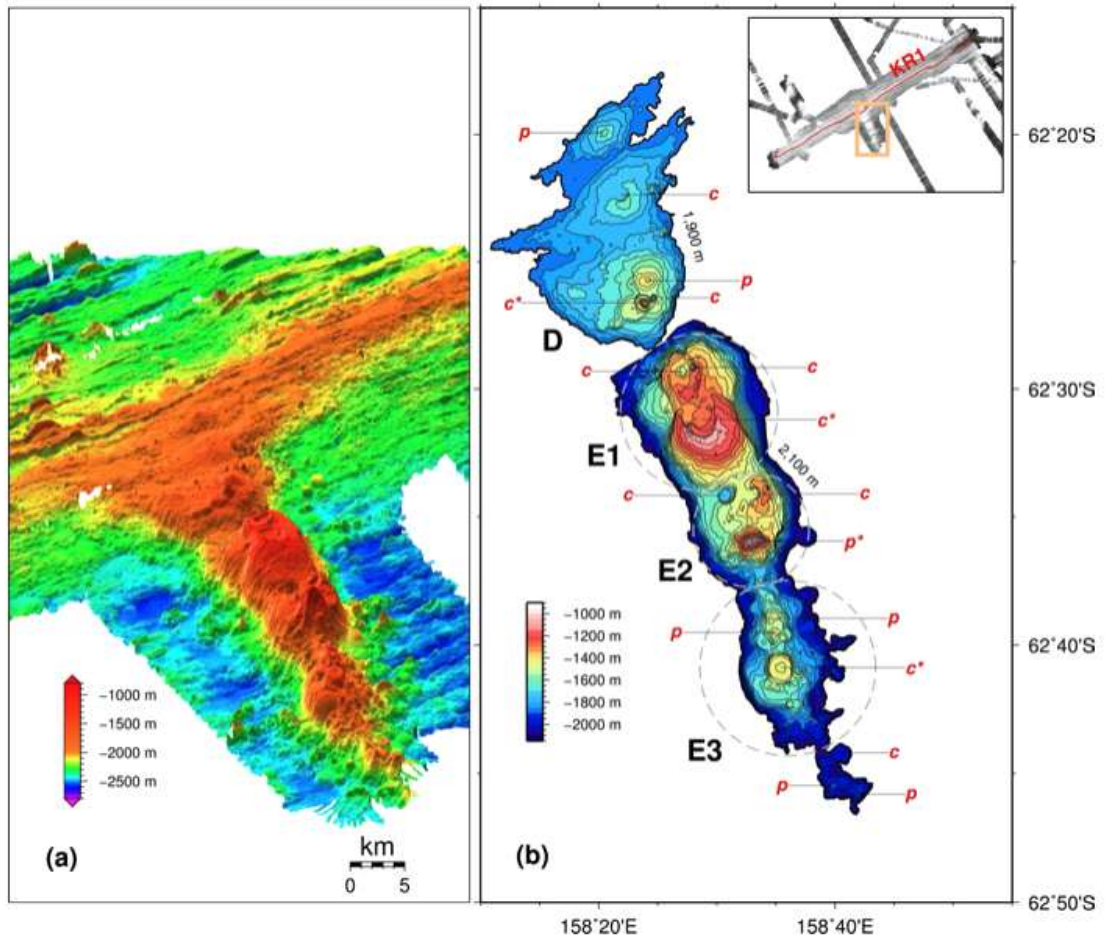 KR1
62°20'S
p
c
1,900 m
p
c
c*
D
c
c
62°30'S
c*
E1
2,100 m
c
c
p*
E2
-1000 m
-1200 m
-1400 m
-1600 m
-1800 m
-2000 m
p
p
62°40'S
c*
E3
c
p
p
-1000 m
-1500 m
-2000 m
-2500 m
(a)
km
0 5
(b)
62°50'S
158°20'E 158°40'E